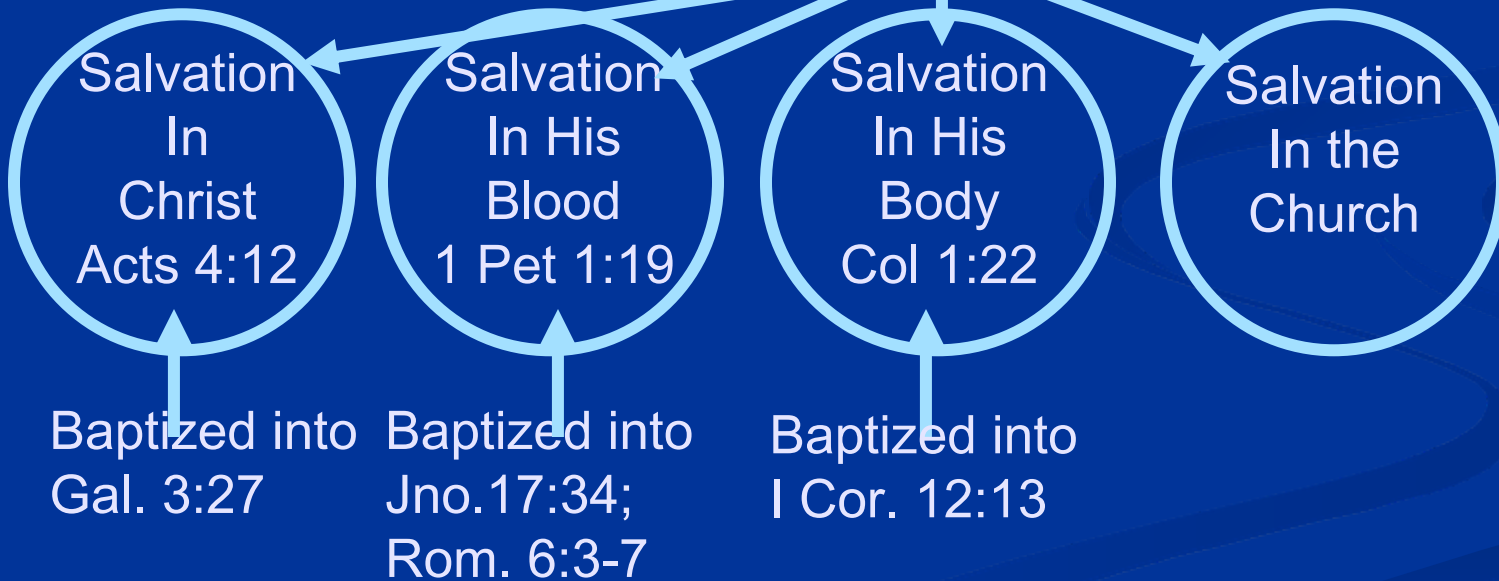 Salvation
In
Christ
Acts 4:12
Salvation
In His
Blood
1 Pet 1:19
Salvation
In His
Body
Col 1:22
Salvation
In the
Church
Baptized into
Gal. 3:27
Baptized into
Jno.17:34;
Rom. 6:3-7
Baptized into
I Cor. 12:13